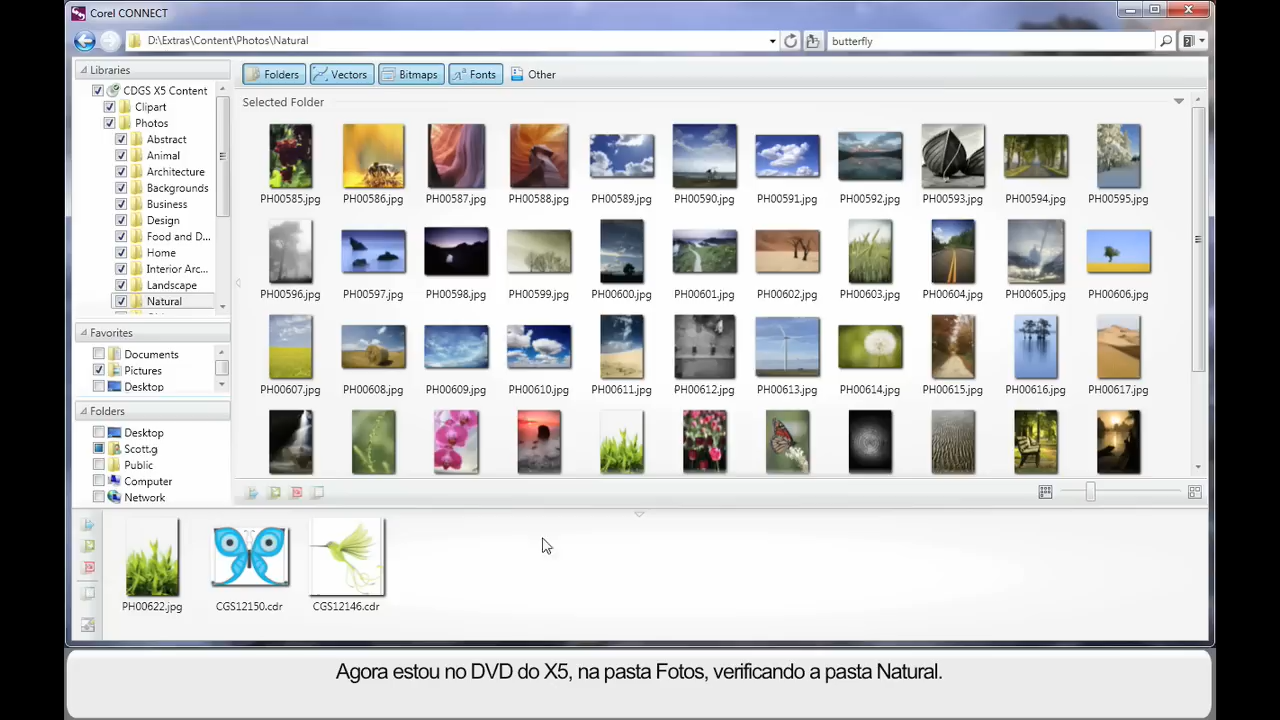 Corel CONNECT
D:\Extras\Content\Photos\Natural
butterfly
Libraries
CDGS X5 Content
Clipart
Photos
Abstract
Animal
Architecture
Backgrounds
Business
Design
Food and D...
Home
Interior Arc...
Landscape
Natural
Favorites
Documents
Pictures
Desktop
Folders
Desktop
Scott.g
Public
Computer
Network
Folders Vectors Bitmaps Fonts Other
Selected Folder
PH00585.jpg PH00586.jpg PH00587.jpg PH00588.jpg PH00589.jpg PH00590.jpg PH00591.jpg PH00592.jpg PH00593.jpg PH00594.jpg PH00595.jpg
PH00596.jpg PH00597.jpg PH00598.jpg PH00599.jpg PH00600.jpg PH00601.jpg PH00602.jpg PH00603.jpg PH00604.jpg PH00605.jpg PH00606.jpg
PH00607.jpg PH00608.jpg PH00609.jpg PH00610.jpg PH00611.jpg PH00612.jpg PH00613.jpg PH00614.jpg PH00615.jpg PH00616.jpg PH00617.jpg
PH00622.jpg CGS12150.cdr CGS12146.cdr
Agora estou no DVD do X5, na pasta Fotos, verificando a pasta Natural.